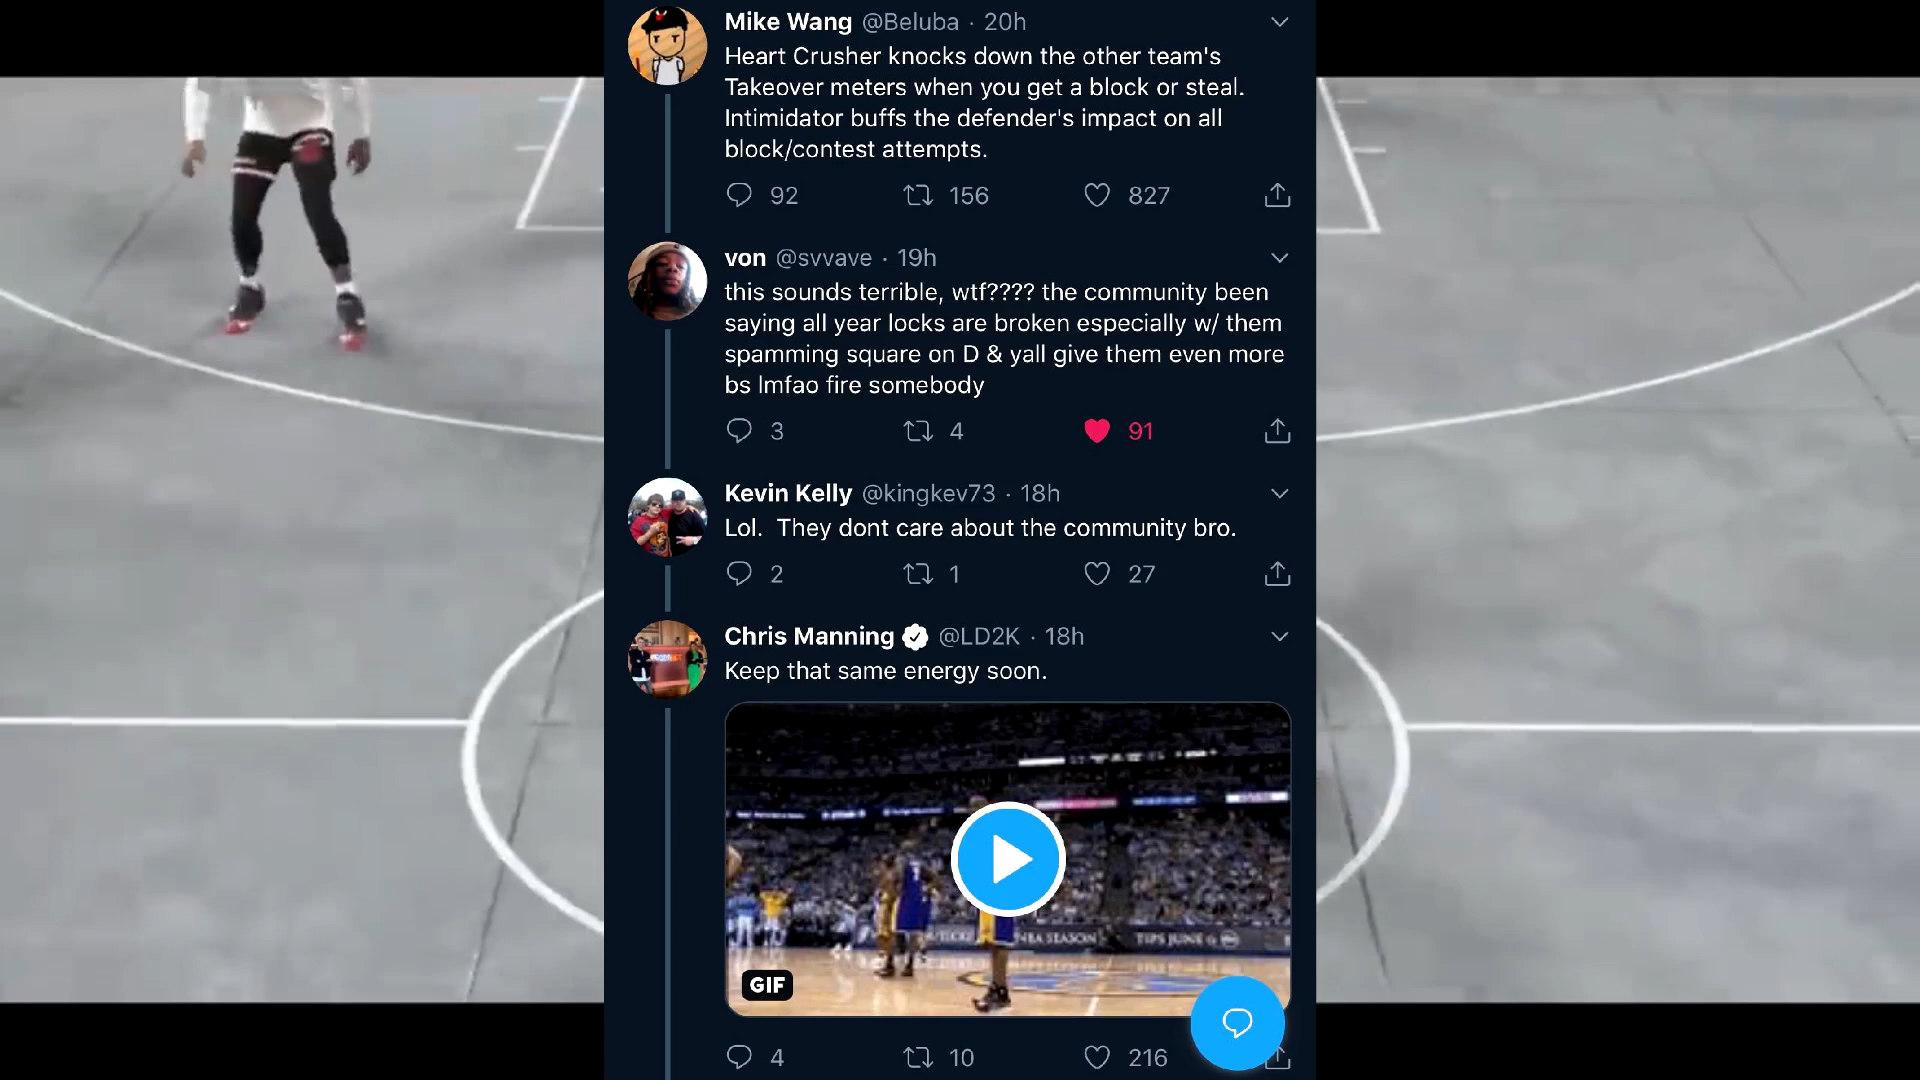 Mike Wang @Beluba · 20h
Heart Crusher knocks down the other team's
Takeover meters when you get a block or steal.
Intimidator buffs the defender's impact on all
block/contest attempts.
92 156 827
von @svvave · 19h
this sounds terrible, wtf???? the community been
saying all year locks are broken especially w/ them
spamming square on D & yall give them even more
bs lmfao fire somebody
3 4 91
Kevin Kelly @kingkev73 · 18h
Lol.  They dont care about the community bro.
2 1 27
Chris Manning @LD2K · 18h
Keep that same energy soon.
NBA SEASON TIPS JUNE
GIF
4 10 216